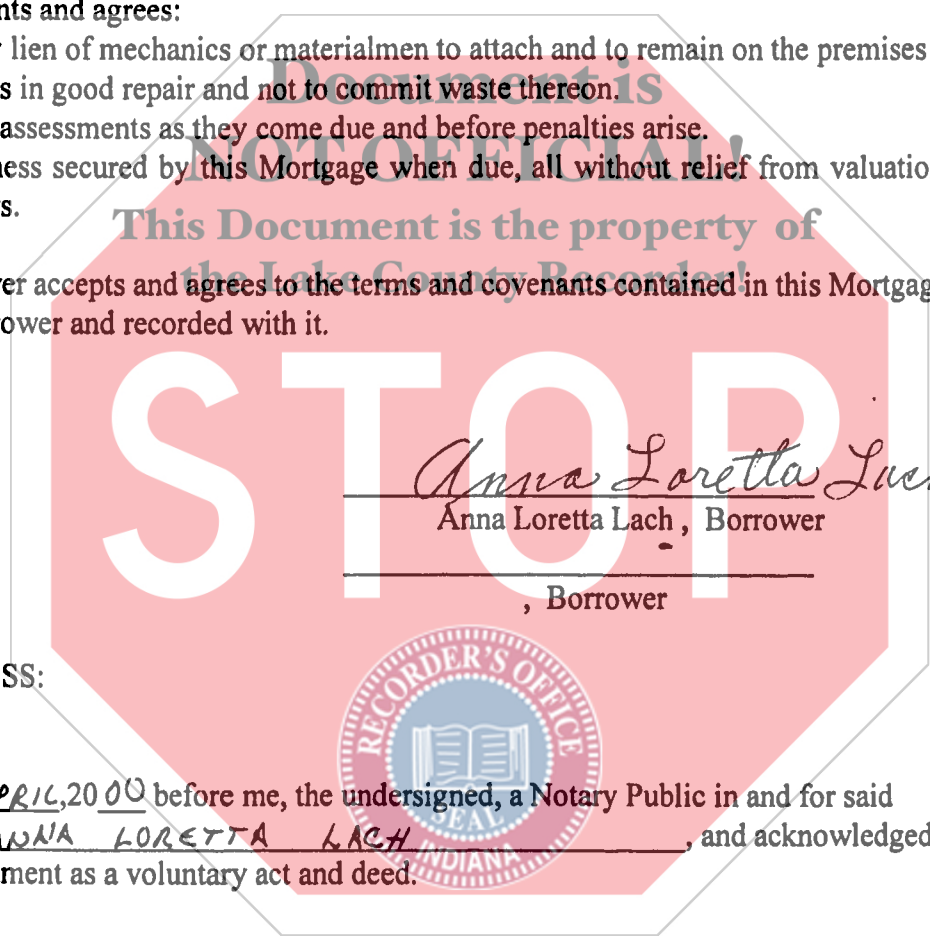 nts and agrees:
lien of mechanics or materialmen to attach and to remain on the premises
s in good repair and not to commit waste thereon.
Document is
assessments as they come due and before penalties arise.
NOT OFFICIAL!
ness secured by this Mortgage when due, all without relief from valuatio
s.
This Document is the property of
the Lake County Recorder!
er accepts and agrees to the terms and covenants contained in this Mortgag
ower and recorded with it.
STOP
Anna Loretta Lach
Anna Loretta Lach , Borrower
, Borrower
SS:
RECORDER'S OFFICE
SEAL
INDIANA
PRIL,20 00 before me, the undersigned, a Notary Public in and for said
NNA LORETTA LACH , and acknowledged
ment as a voluntary act and deed.